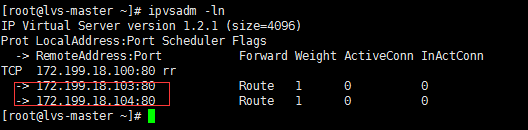 [root@lvs-master ~]# ipvsadm -ln
IP Virtual Server version 1.2.1 (size=4096)
Prot LocalAddress:Port Scheduler Flags
  -> RemoteAddress:Port           Forward Weight ActiveConn InActConn
TCP  172.199.18.100:80 rr
  -> 172.199.18.103:80            Route   1      0          0
  -> 172.199.18.104:80            Route   1      0          0
[root@lvs-master ~]#